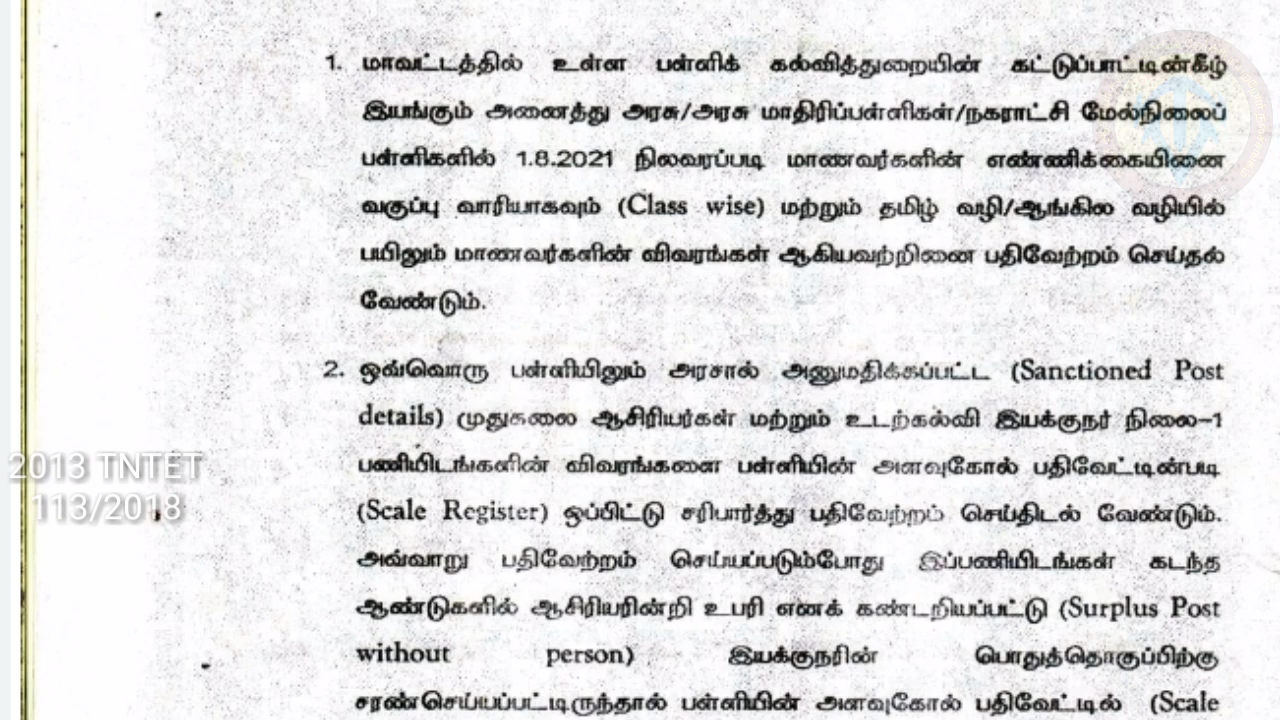 1. மாவட்டத்தில் உள்ள பள்ளிக் கல்வித்துறையின் கட்டுப்பாட்டின்கீழ்
இயங்கும் அனைத்து அரசு/அரசு மாதிரிப்பள்ளிகள்/நகராட்சி மேல்நிலைப்
பள்ளிகளில் 1.8.2021 நிலவரப்படி மாணவர்களின் எண்ணிக்கையினை
வகுப்பு வாரியாகவும் (Class wise) மற்றும் தமிழ் வழி/ஆங்கில வழியில்
பயிலும் மாணவர்களின் விவரங்கள் ஆகியவற்றினை பதிவேற்றம் செய்தல்
வேண்டும்.
2. ஒவ்வொரு பள்ளியிலும் அரசால் அனுமதிக்கப்பட்ட (Sanctioned Post
details) முதுகலை ஆசிரியர்கள் மற்றும் உடற்கல்வி இயக்குநர் நிலை-1
பணியிடங்களின் விவரங்களை பள்ளியின் அளவுகோல் பதிவேட்டின்படி
(Scale Register) ஒப்பிட்டு சரிபார்த்து பதிவேற்றம் செய்திடல் வேண்டும்.
அவ்வாறு பதிவேற்றம் செய்யப்படும்போது இப்பணியிடங்கள் கடந்த
ஆண்டுகளில் ஆசிரியரின்றி உபரி எனக் கண்டறியப்பட்டு (Surplus Post
without person) இயக்குநரின் பொதுத்தொகுப்பிற்கு
சரண்செய்யப்பட்டிருந்தால் பள்ளியின் அளவுகோல் பதிவேட்டில் (Scale
2013 TNTET
113/2018